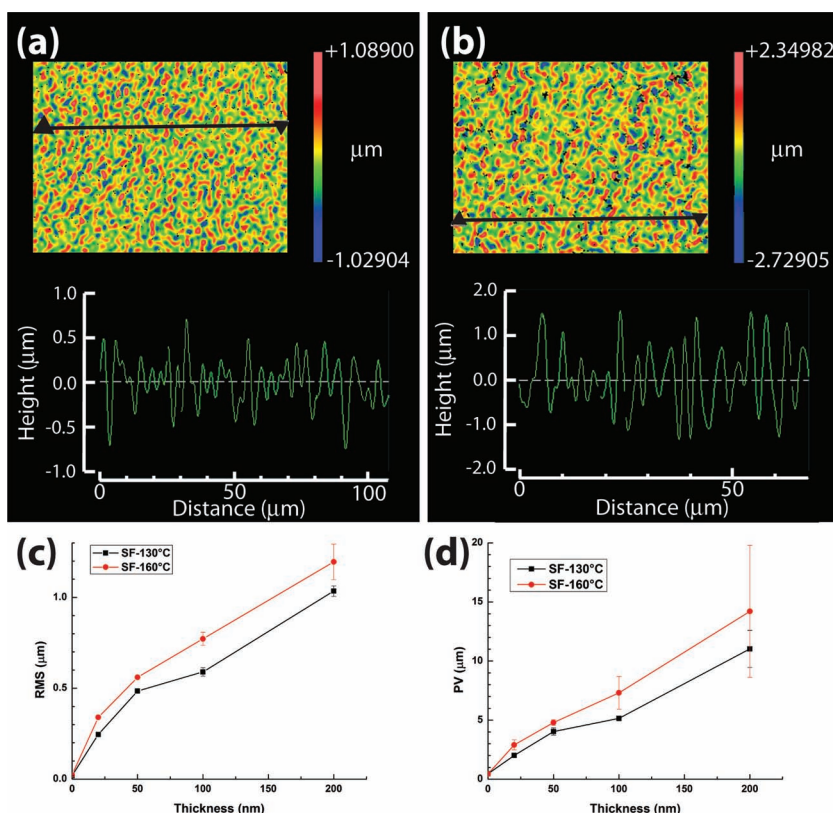 (a)
+1.08900
μm
-1.02904
(b)
+2.34982
μm
-2.72905
Height (μm)
1.0
0.5
0.0
-0.5
-1.0
0
50
100
Distance (μm)
Height (μm)
2.0
1.0
0.0
-1.0
-2.0
0
50
Distance (μm)
(c)
SF-130°C
SF-160°C
RMS (μm)
1.0
0.5
0.0
0
50
100
150
200
Thickness (nm)
(d)
SF-130°C
SF-160°C
PV (μm)
20
15
10
5
0
0
50
100
150
200
Thickness (nm)